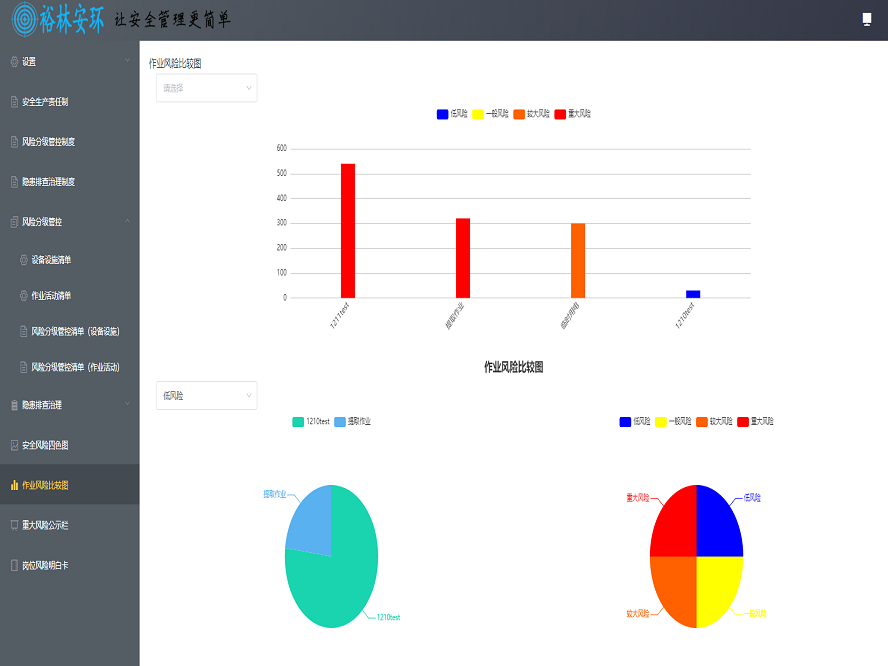 裕林安环 让安全管理更简单
设置
安全生产责任制
风险分级管控制度
隐患排查治理制度
风险分级管控
设备设施清单
作业活动清单
风险分级管控清单（设备设施）
风险分级管控清单（作业活动）
隐患排查治理
安全风险四色图
作业风险比较图
重大风险公示栏
岗位风险明白卡
作业风险比较图
请选择
低风险 一般风险 较大风险 重大风险
600
500
400
300
200
100
0
1211test 提取作业 临时用电 1210test
作业风险比较图
低风险
1210test 提取作业
提取作业
1210test
低风险 一般风险 较大风险 重大风险
重大风险 低风险
较大风险 一般风险